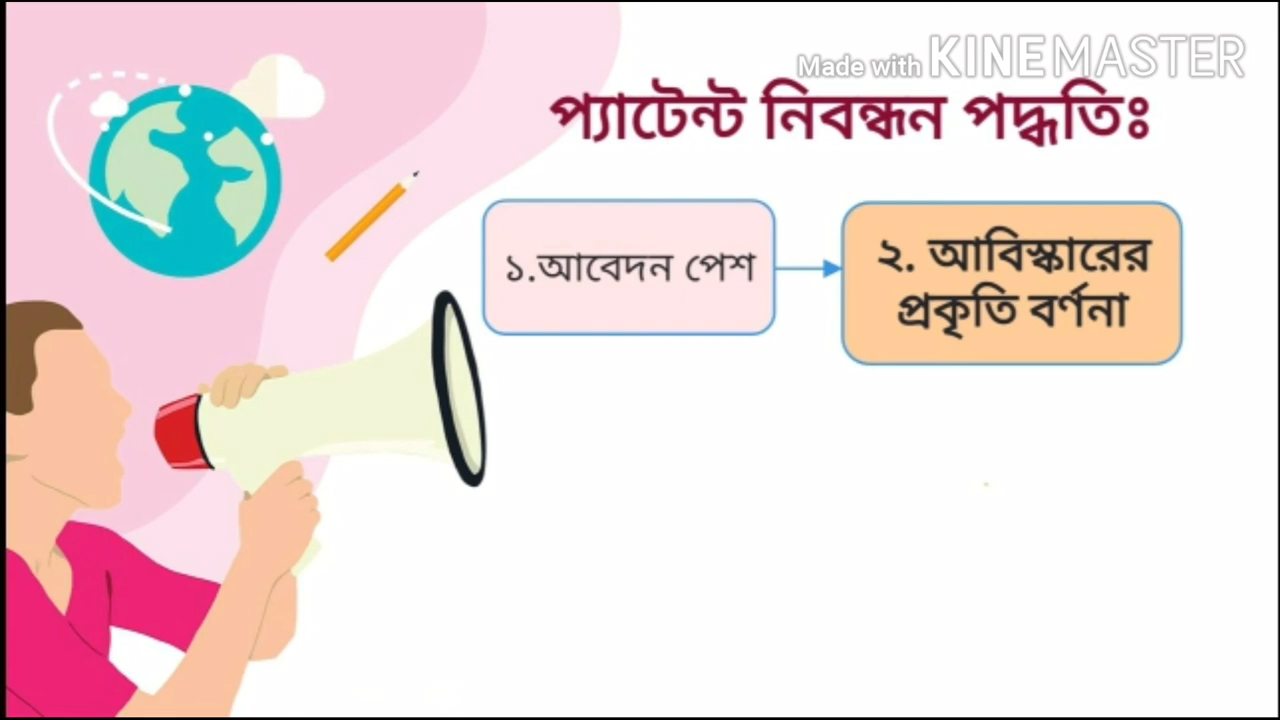 Made with KINEMASTER
প্যাটেন্ট নিবন্ধন পদ্ধতিঃ
১.আবেদন পেশ
২. আবিস্কারের
প্রকৃতি বর্ণনা